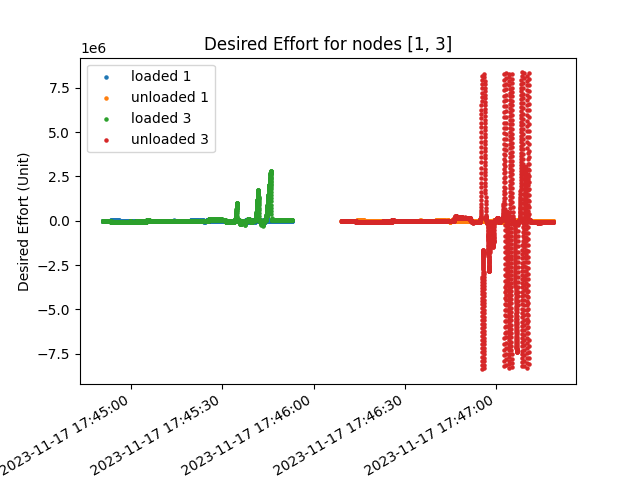 Desired Effort for nodes [1, 3]
1e6
loaded 1
unloaded 1
loaded 3
unloaded 3
7.5
5.0
2.5
0.0
−2.5
−5.0
−7.5
Desired Effort (Unit)
2023-11-17 17:45:00
2023-11-17 17:45:30
2023-11-17 17:46:00
2023-11-17 17:46:30
2023-11-17 17:47:00